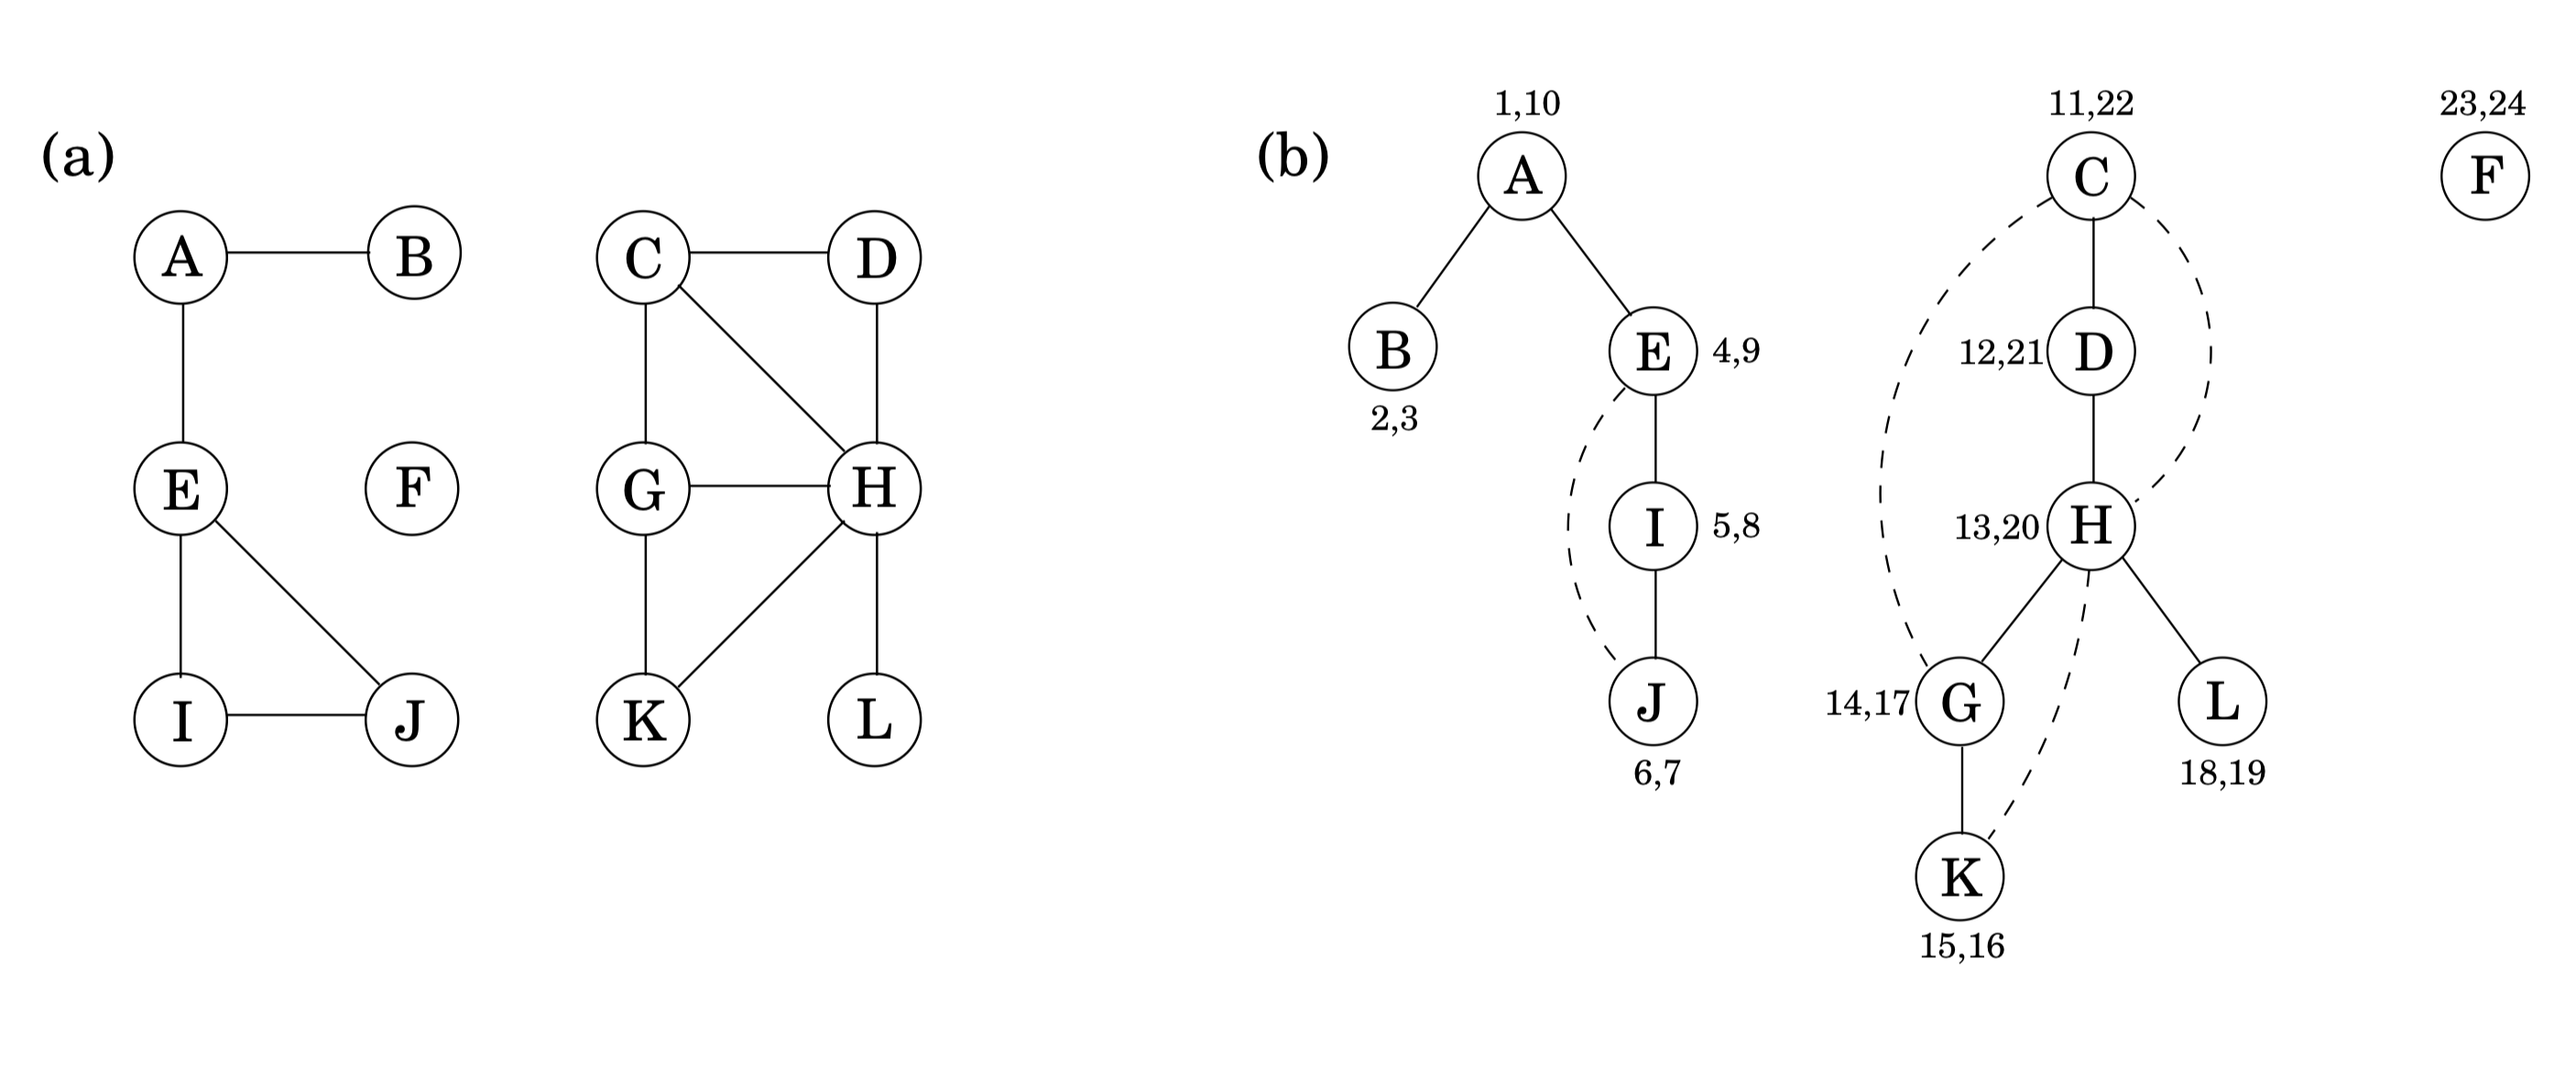 (a)
A B C D
E F G H
I J K L
(b)
1,10 11,22 23,24
A C F
B E 4,9 12,21 D
2,3
I 5,8 13,20 H
J 14,17 G L
6,7 18,19
K
15,16